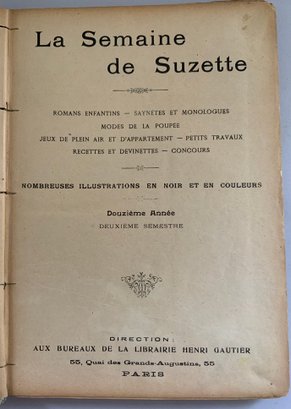 La Semaine
de Suzette
ROMANS ENFANTINS — SAYNÈTES ET MONOLOGUES
MODES DE LA POUPÉE
JEUX DE PLEIN AIR ET D'APPARTEMENT — PETITS TRAVAUX
RECETTES ET DEVINETTES — CONCOURS
NOMBREUSES ILLUSTRATIONS EN NOIR ET EN COULEURS
Douzième Année
DEUXIÈME SEMESTRE
DIRECTION:
AUX BUREAUX DE LA LIBRAIRIE HENRI GAUTIER
55, Quai des Grands-Augustins, 55
PARIS